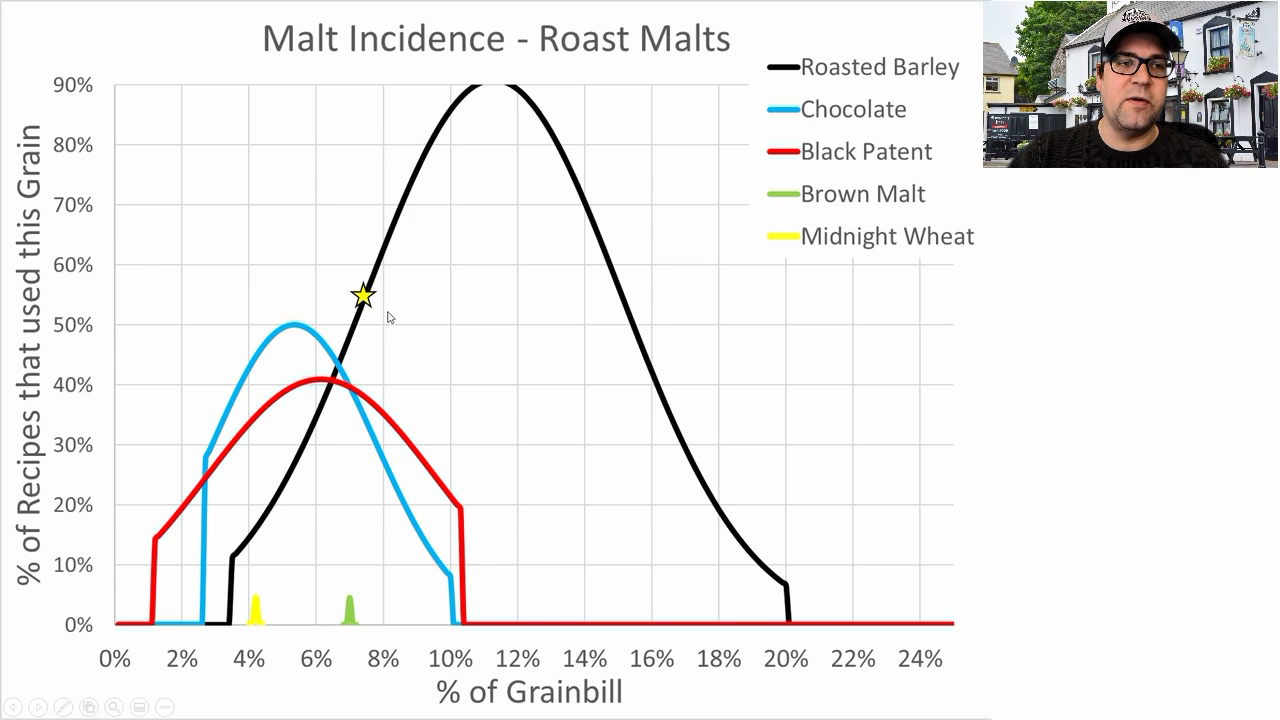 Malt Incidence - Roast Malts
Roasted Barley
Chocolate
Black Patent
Brown Malt
Midnight Wheat
% of Recipes that used this Grain
90%
80%
70%
60%
50%
40%
30%
20%
10%
0%
0% 2% 4% 6% 8% 10% 12% 14% 16% 18% 20% 22% 24%
% of Grainbill